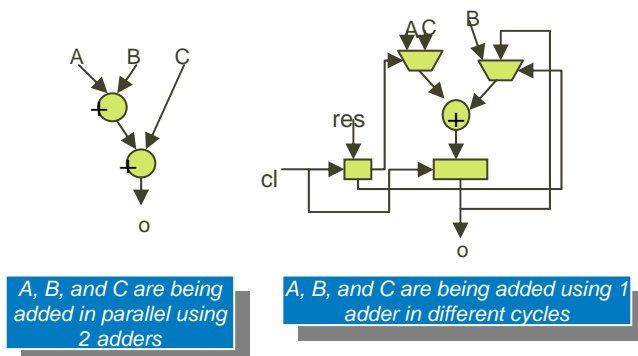 A B C
+
+
o
A C B
res
+
cl
o
A, B, and C are being
added in parallel using
2 adders
A, B, and C are being added using 1
adder in different cycles